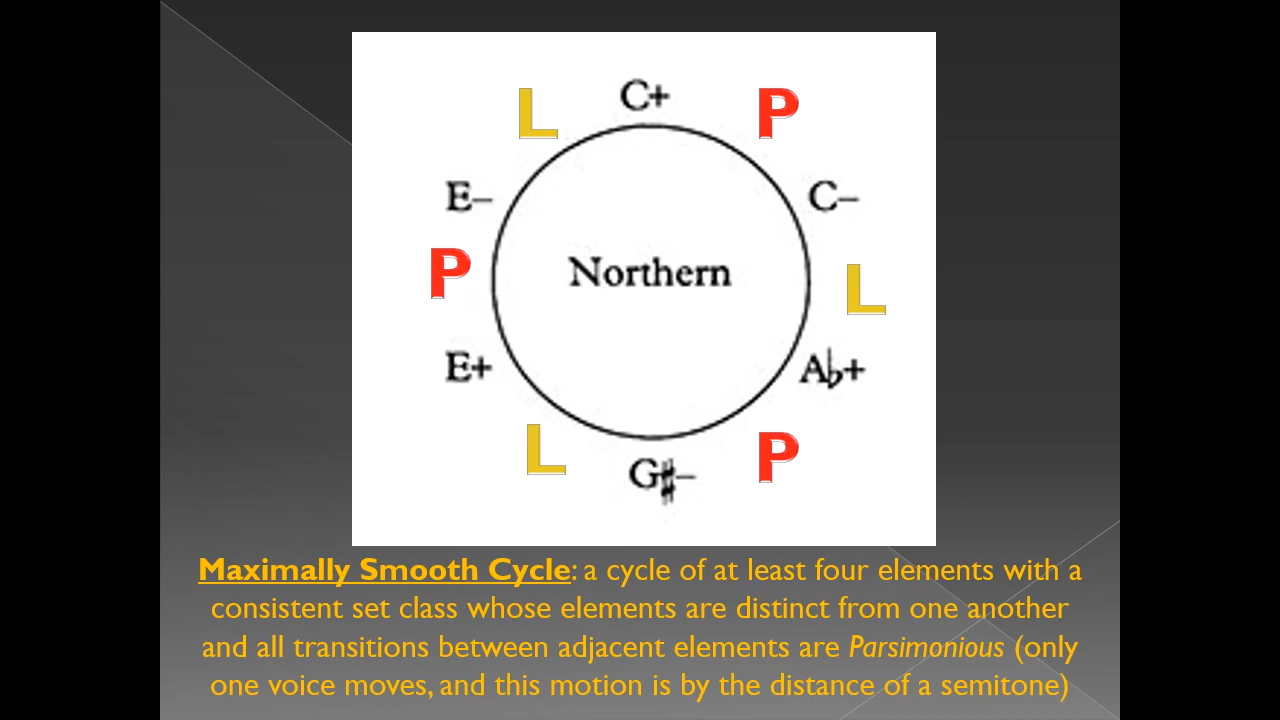 C+
L
P
E–
C–
Northern
P
L
E+
A♭+
L
P
G♯–
Maximally Smooth Cycle: a cycle of at least four elements with a
consistent set class whose elements are distinct from one another
and all transitions between adjacent elements are Parsimonious (only
one voice moves, and this motion is by the distance of a semitone)